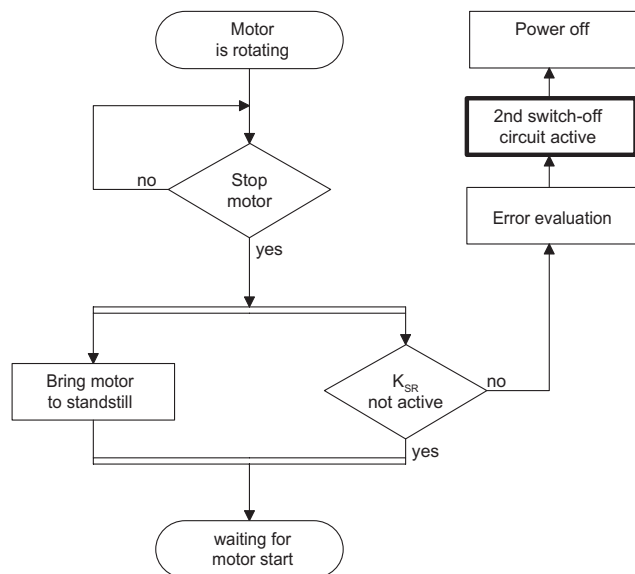 Motor
is rotating
no
Stop
motor
yes
Bring motor
to standstill
K_SR
not active
no
yes
waiting for
motor start
Power off
2nd switch-off
circuit active
Error evaluation